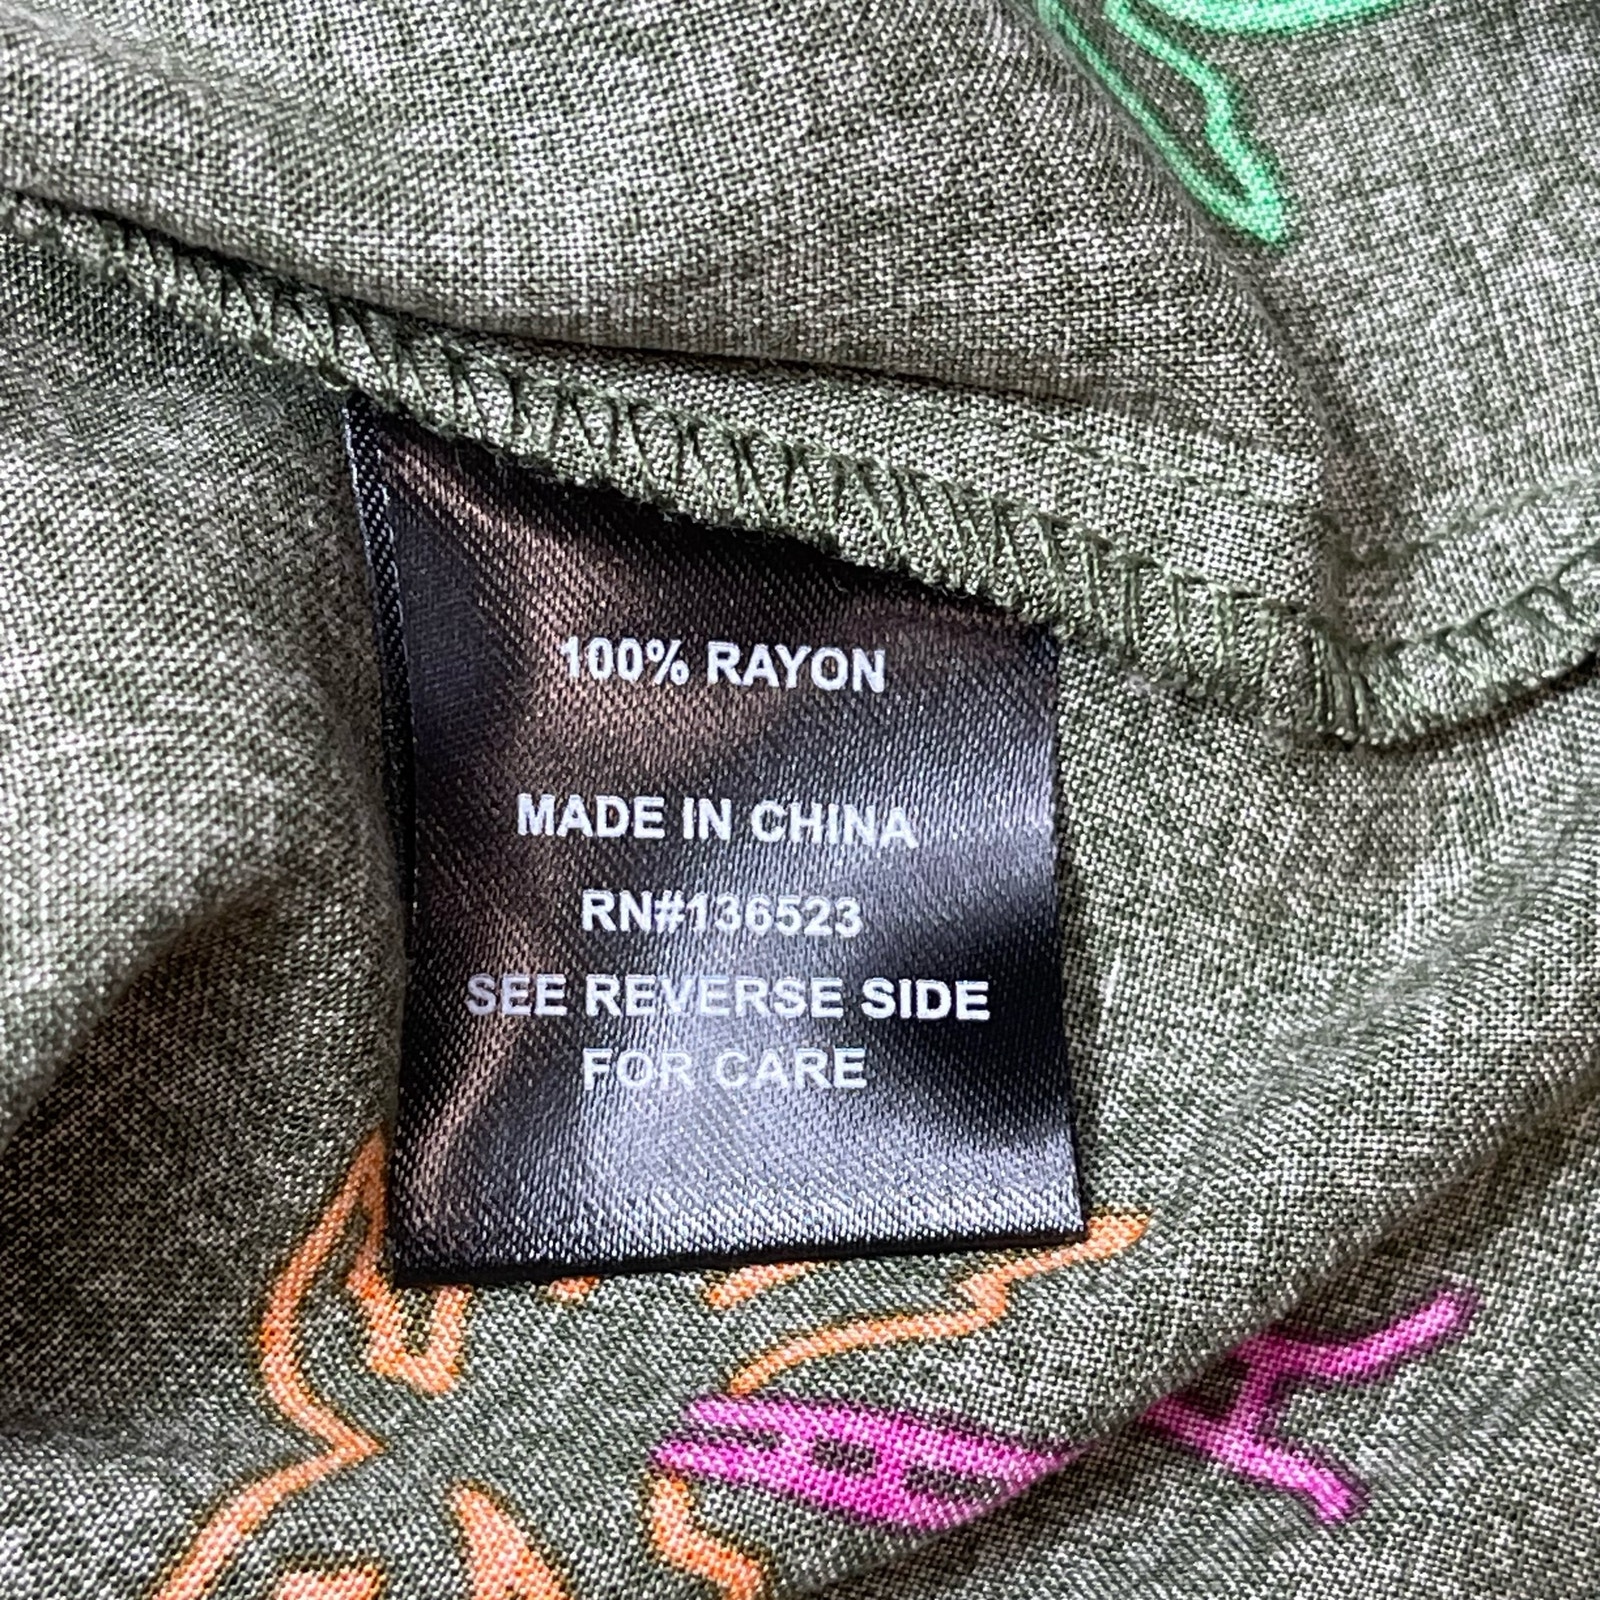 100% RAYON
MADE IN CHINA
RN#136523
SEE REVERSE SIDE
FOR CARE